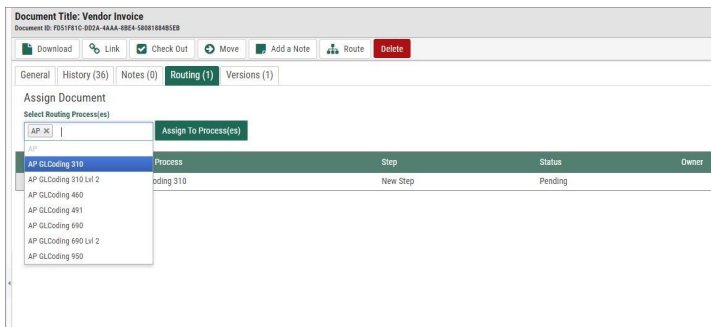 Document Title: Vendor Invoice
Document ID: FD51F81C-DD2A-4AAA-8BE4-58081884B5EB
Download Link Check Out Move Add a Note Route Delete
General History (36) Notes (0) Routing (1) Versions (1)
Assign Document
Select Routing Process(es)
AP × Assign To Process(es)
AP
AP GLCoding 310 Process Step Status Owner
AP GLCoding 310 Lvl 2 oding 310 New Step Pending
AP GLCoding 460
AP GLCoding 491
AP GLCoding 690
AP GLCoding 690 Lvl 2
AP GLCoding 950